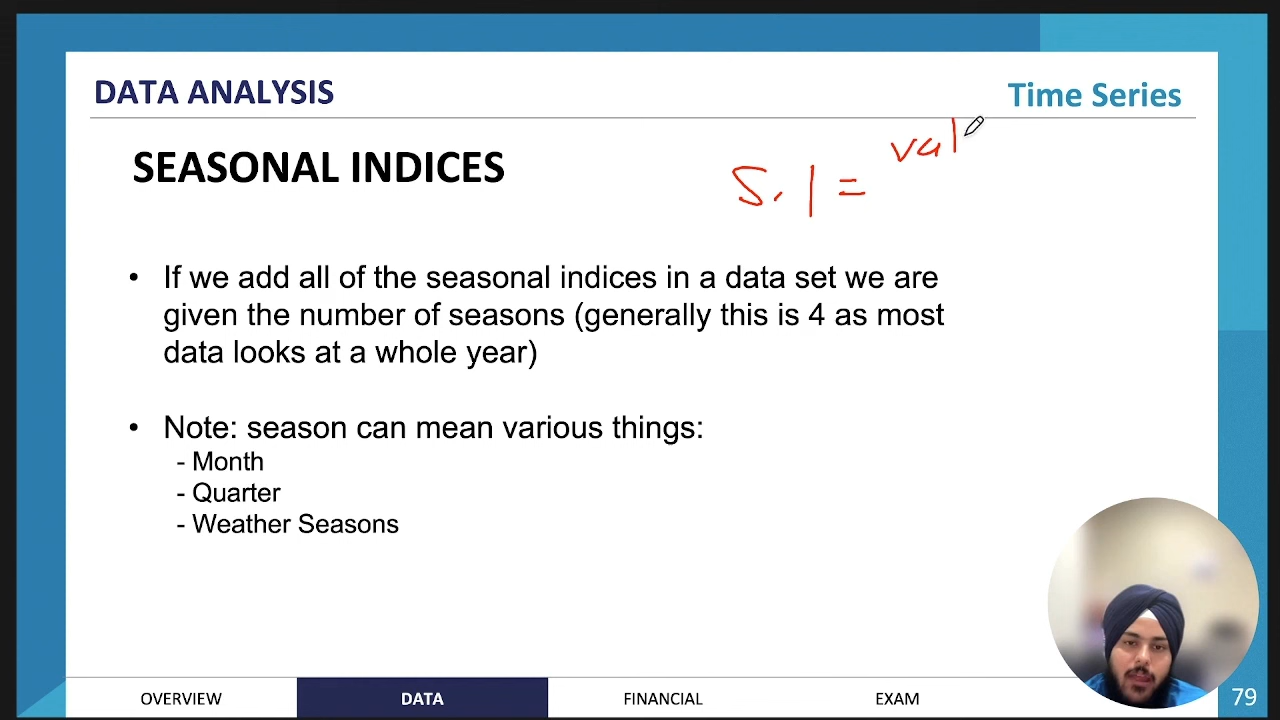 DATA ANALYSIS
Time Series
SEASONAL INDICES
val
S. I =
• If we add all of the seasonal indices in a data set we are
given the number of seasons (generally this is 4 as most
data looks at a whole year)
• Note: season can mean various things:
- Month
- Quarter
- Weather Seasons
OVERVIEW
DATA
FINANCIAL
EXAM
79